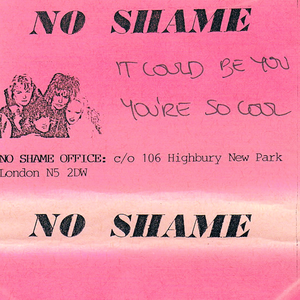 NO SHAME
IT COULD BE YOU
YOU'RE SO COOL
NO SHAME OFFICE: c/o 106 Highbury New Park
London N5 2DW
NO SHAME